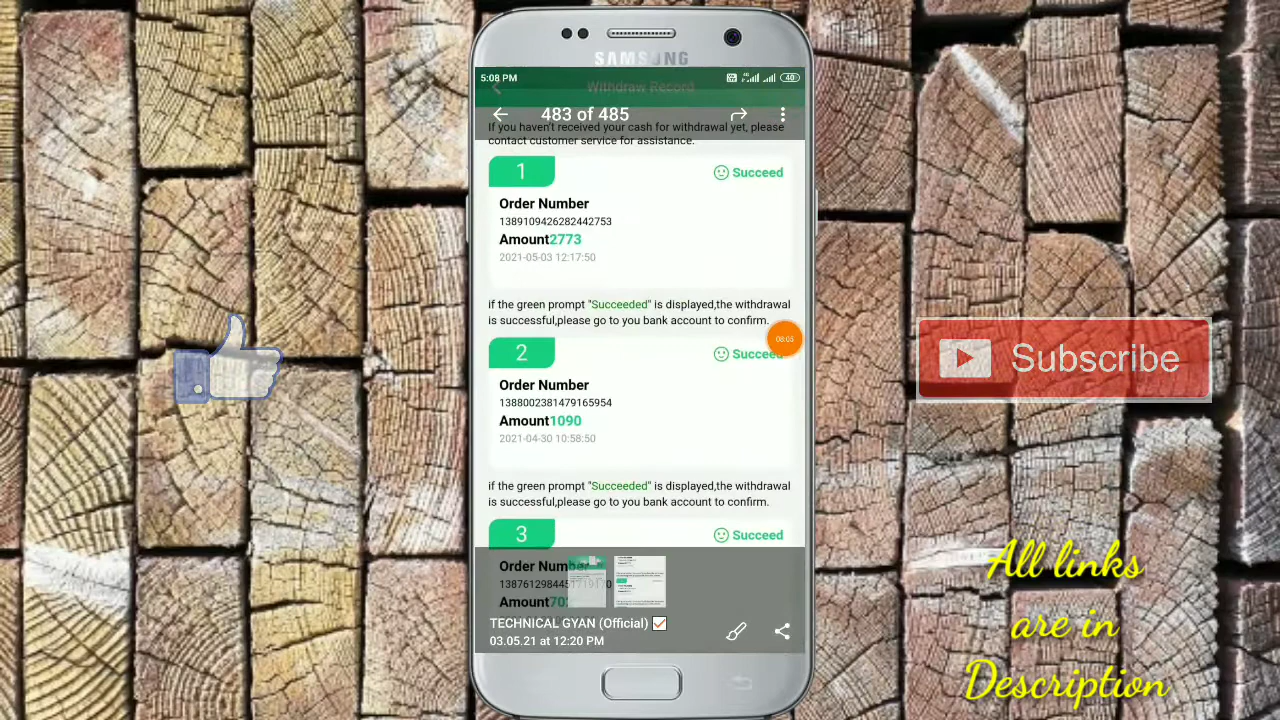 SAMSUNG
5:08 PM
40
Withdraw Record
483 of 485
If you haven't received your cash for withdrawal yet, please
contact customer service for assistance.
1
Succeed
Order Number
1389109426282442753
Amount2773
2021-05-03 12:17:50
if the green prompt "Succeeded" is displayed,the withdrawal
is successful,please go to you bank account to confirm.
08:03
2
Succeed
Order Number
1388002381479165954
Amount1090
2021-04-30 10:58:50
if the green prompt "Succeeded" is displayed,the withdrawal
is successful,please go to you bank account to confirm.
3
Succeed
Order Number
Amount
TECHNICAL GYAN (Official)
03.05.21 at 12:20 PM
Subscribe
All links
are in
Description